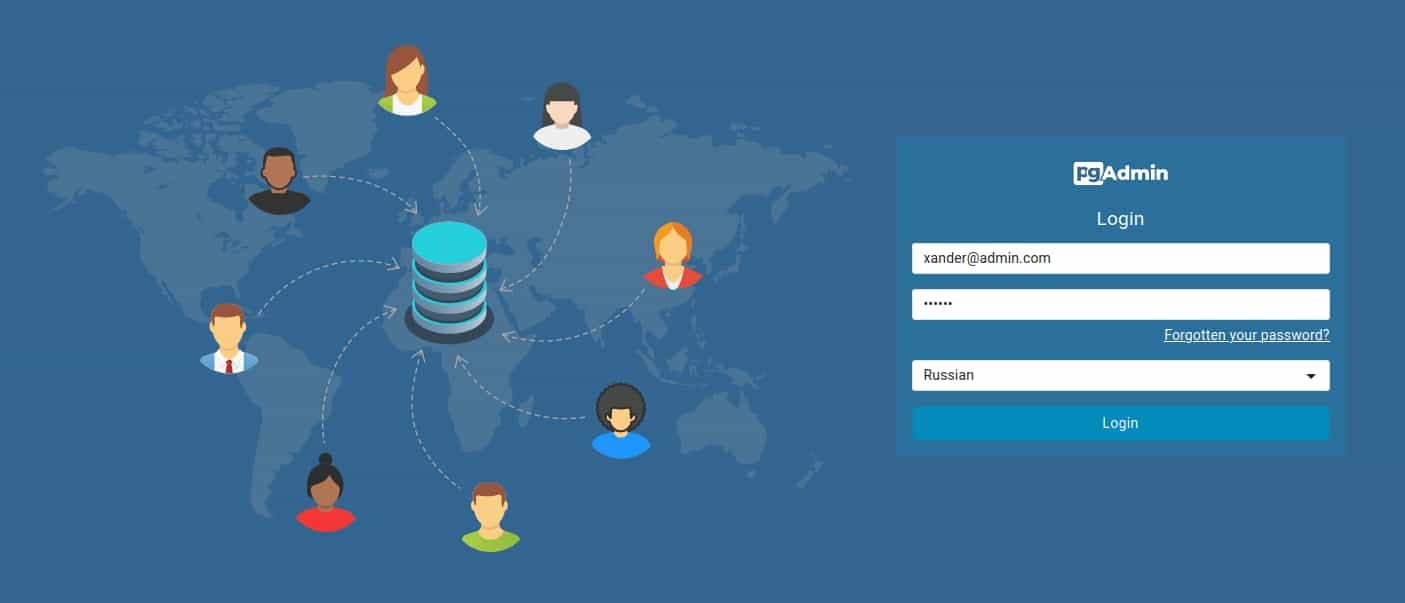 pgAdmin
Login
xander@admin.com
••••••
Forgotten your password?
Russian
Login